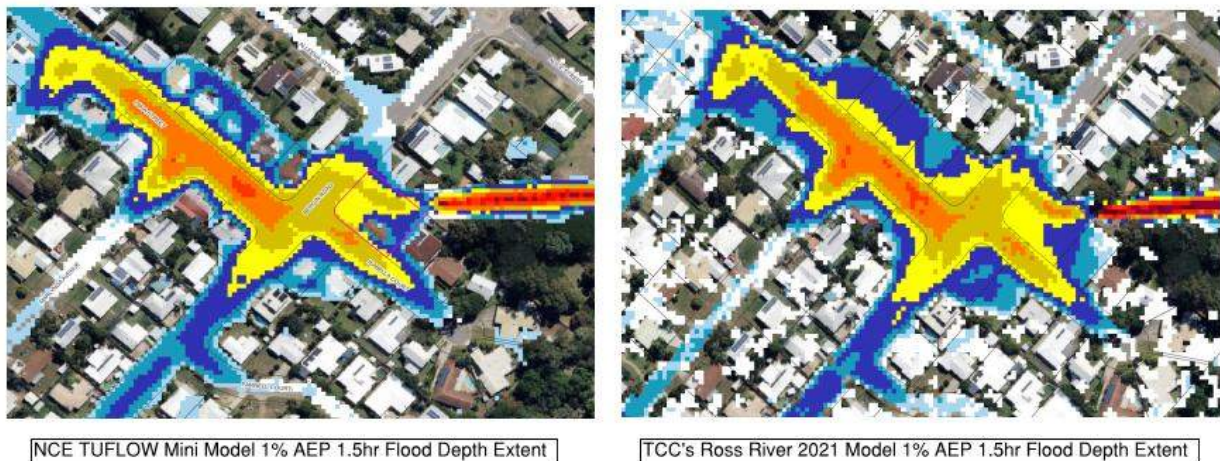 NCE TUFLOW Mini Model 1% AEP 1.5hr Flood Depth Extent
TCC's Ross River 2021 Model 1% AEP 1.5hr Flood Depth Extent